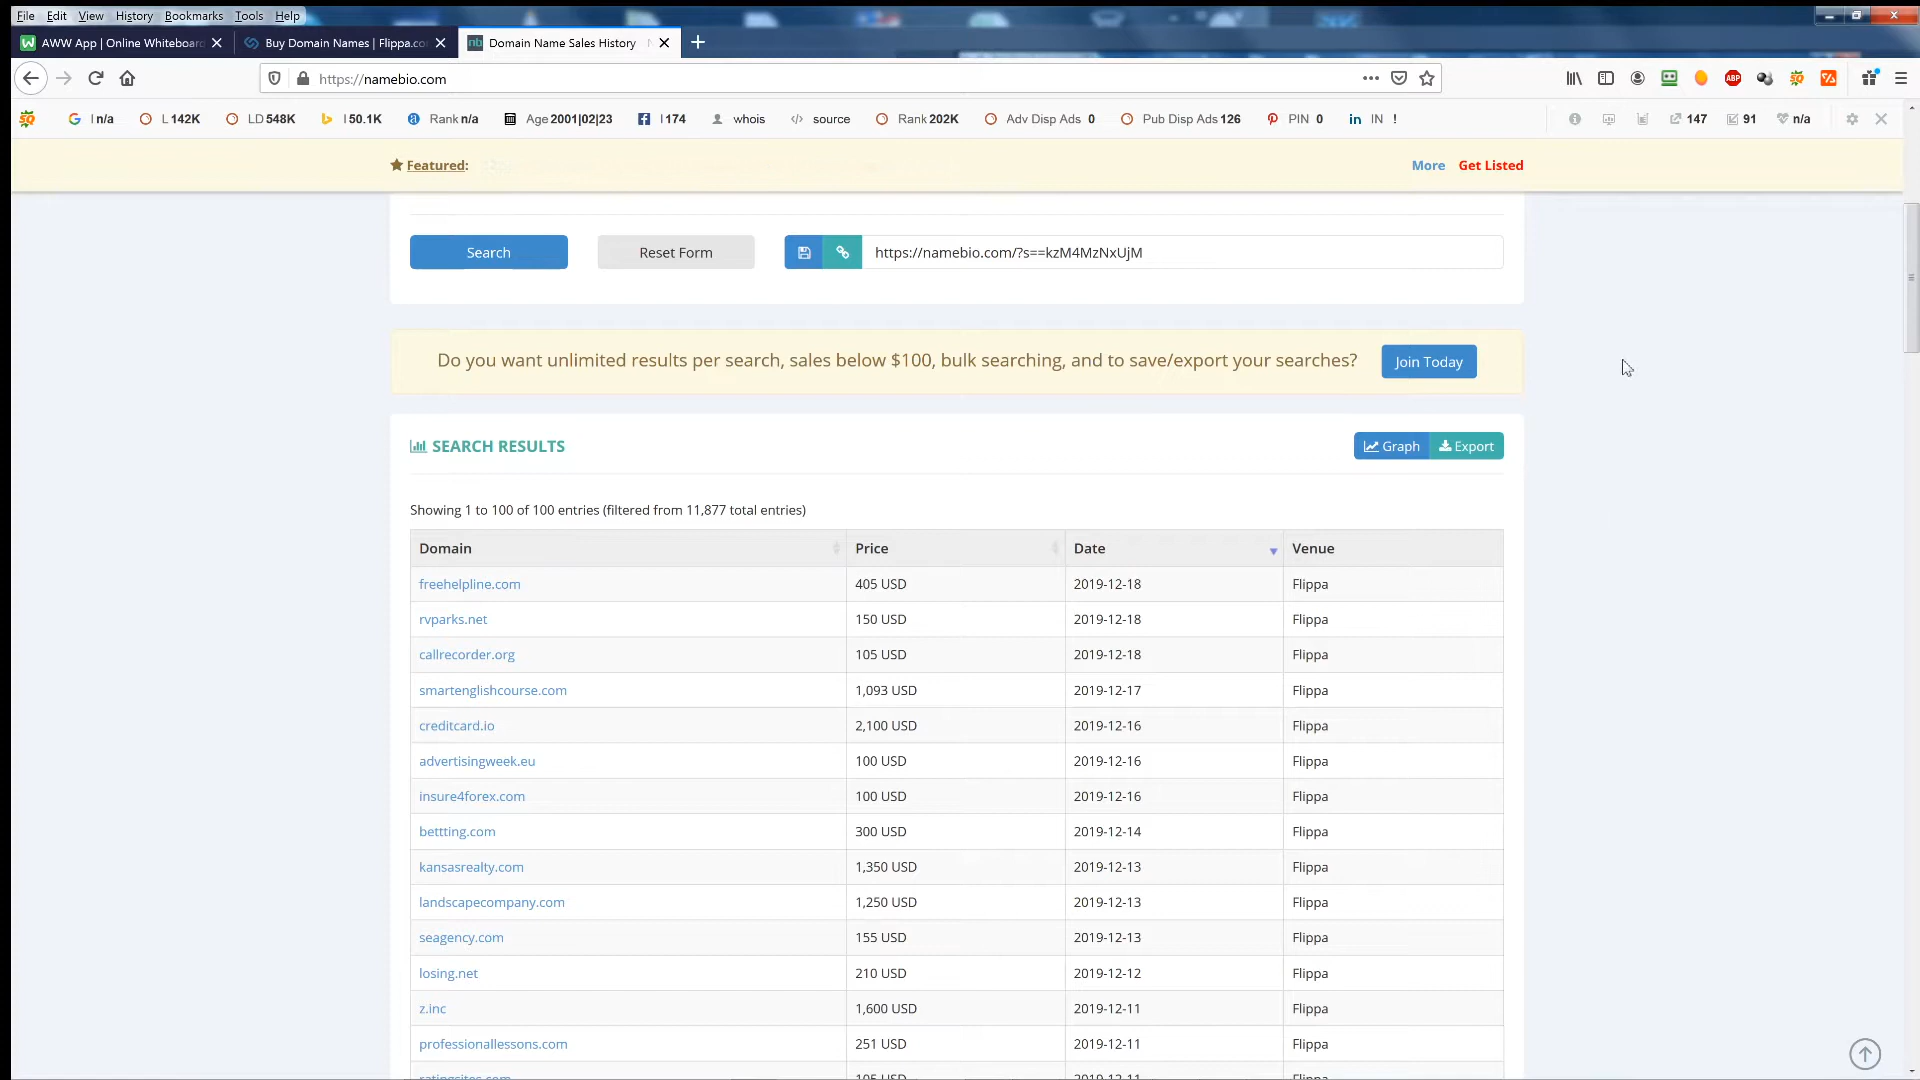 File Edit View History Bookmarks Tools Help
AWW App | Online Whiteboard
Buy Domain Names | Flippa.co
Domain Name Sales History
https://namebio.com
I n/a L 142K LD 548K I 50.1K Rank n/a Age 2001|02|23 I 174 whois source Rank 202K Adv Disp Ads 0 Pub Disp Ads 126 PIN 0 IN ! 147 91 n/a
Featured: More Get Listed
Search Reset Form https://namebio.com/?s==kzM4MzNxUjM
Do you want unlimited results per search, sales below $100, bulk searching, and to save/export your searches? Join Today
SEARCH RESULTS Graph Export
Showing 1 to 100 of 100 entries (filtered from 11,877 total entries)
Domain Price Date Venue
freehelpline.com 405 USD 2019-12-18 Flippa
rvparks.net 150 USD 2019-12-18 Flippa
callrecorder.org 105 USD 2019-12-18 Flippa
smartenglishcourse.com 1,093 USD 2019-12-17 Flippa
creditcard.io 2,100 USD 2019-12-16 Flippa
advertisingweek.eu 100 USD 2019-12-16 Flippa
insure4forex.com 100 USD 2019-12-16 Flippa
bettting.com 300 USD 2019-12-14 Flippa
kansasrealty.com 1,350 USD 2019-12-13 Flippa
landscapecompany.com 1,250 USD 2019-12-13 Flippa
seagency.com 155 USD 2019-12-13 Flippa
losing.net 210 USD 2019-12-12 Flippa
z.inc 1,600 USD 2019-12-11 Flippa
professionallessons.com 251 USD 2019-12-11 Flippa
ratingsites.com 105 USD 2019-12-11 Flippa